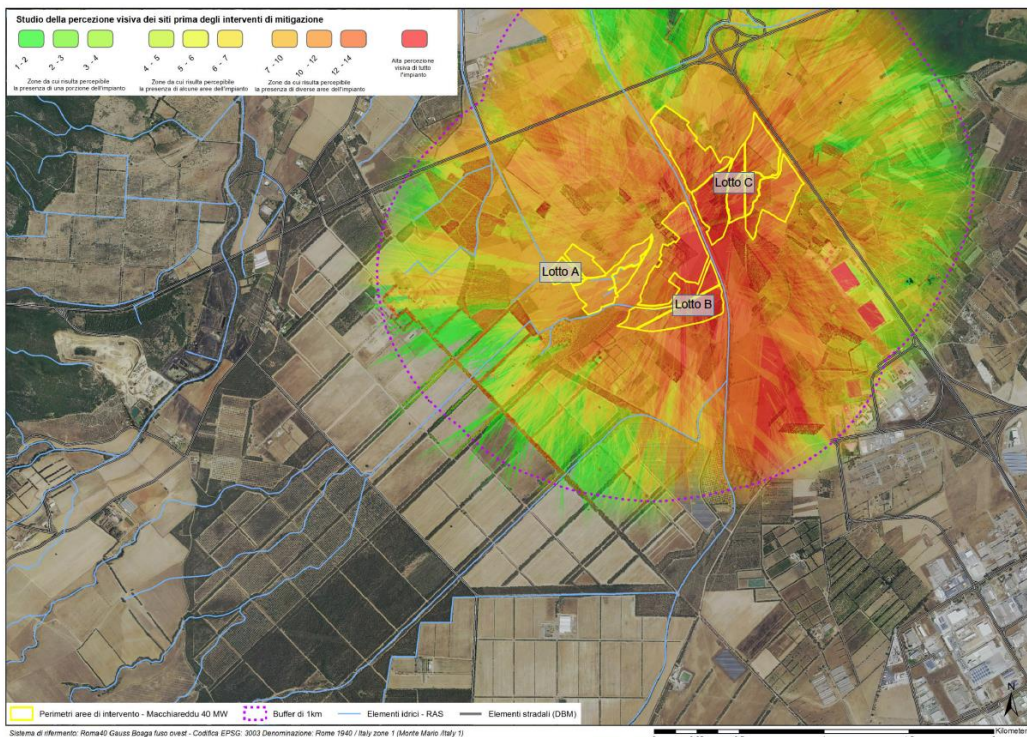 Studio della percezione visiva dei siti prima degli interventi di mitigazione
1 - 2
2 - 3
3 - 4
4 - 5
5 - 6
6 - 7
7 - 10
10 - 12
12 - 14
Zone da cui risulta percepibile
la presenza di una porzione dell'impianto
Zone da cui risulta percepibile
la presenza di alcune aree dell'impianto
Zone da cui risulta percepibile
la presenza di diverse aree dell'impianto
Alta percezione
visiva di tutto
l'impianto
Lotto C
Lotto A
Lotto B
N
Perimetri aree di intervento - Macchiareddu 40 MW
Buffer di 1km
Elementi idrici - RAS
Elementi stradali (DBM)
Kilometer
Sistema di riferimento: Roma40 Gauss Boaga fuso ovest - Codifica EPSG: 3003 Denominazione: Rome 1940 / Italy zone 1 (Monte Mario /Italy 1)